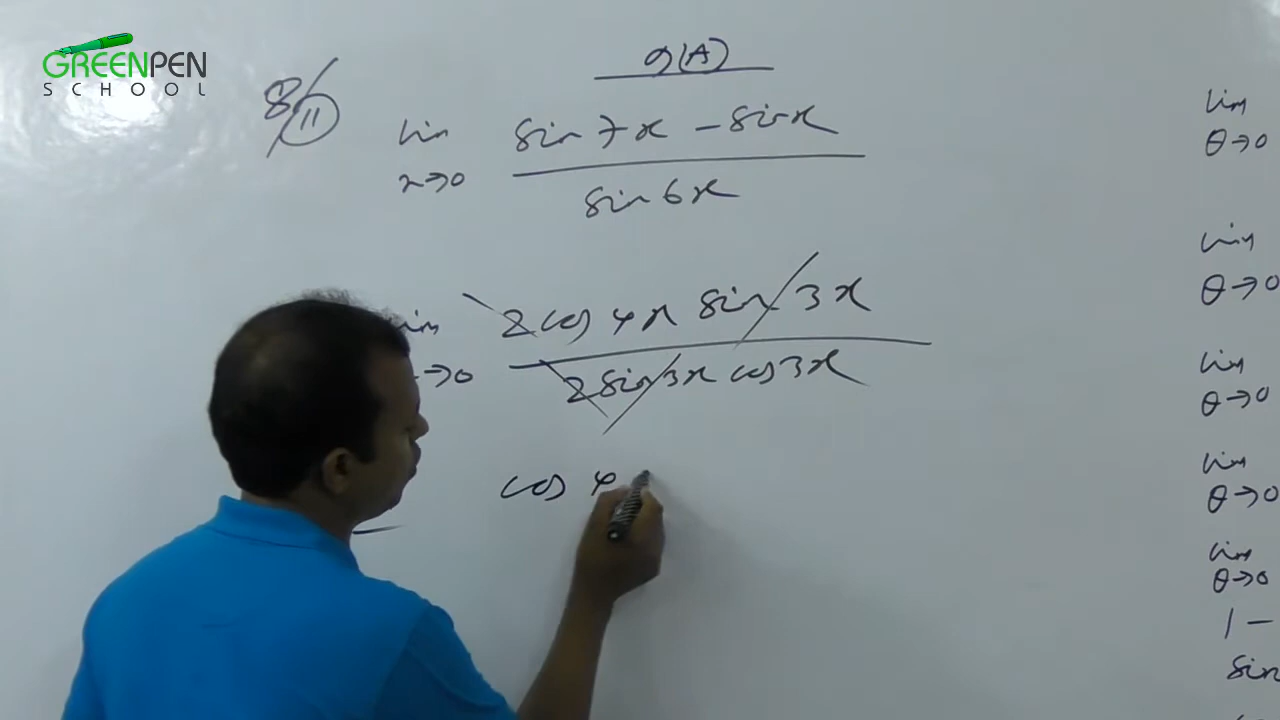 GREENPEN
SCHOOL
9(A)
8/11
lim sin 7x - sin x
x→0 sin 6x
lim 2 cos 4x sin 3x
→0 2 sin 3x cos 3x
cos 4
lim
θ→0
lim
θ→0
lim
θ→0
lim
θ→0
lim
θ→0
1 -
sin